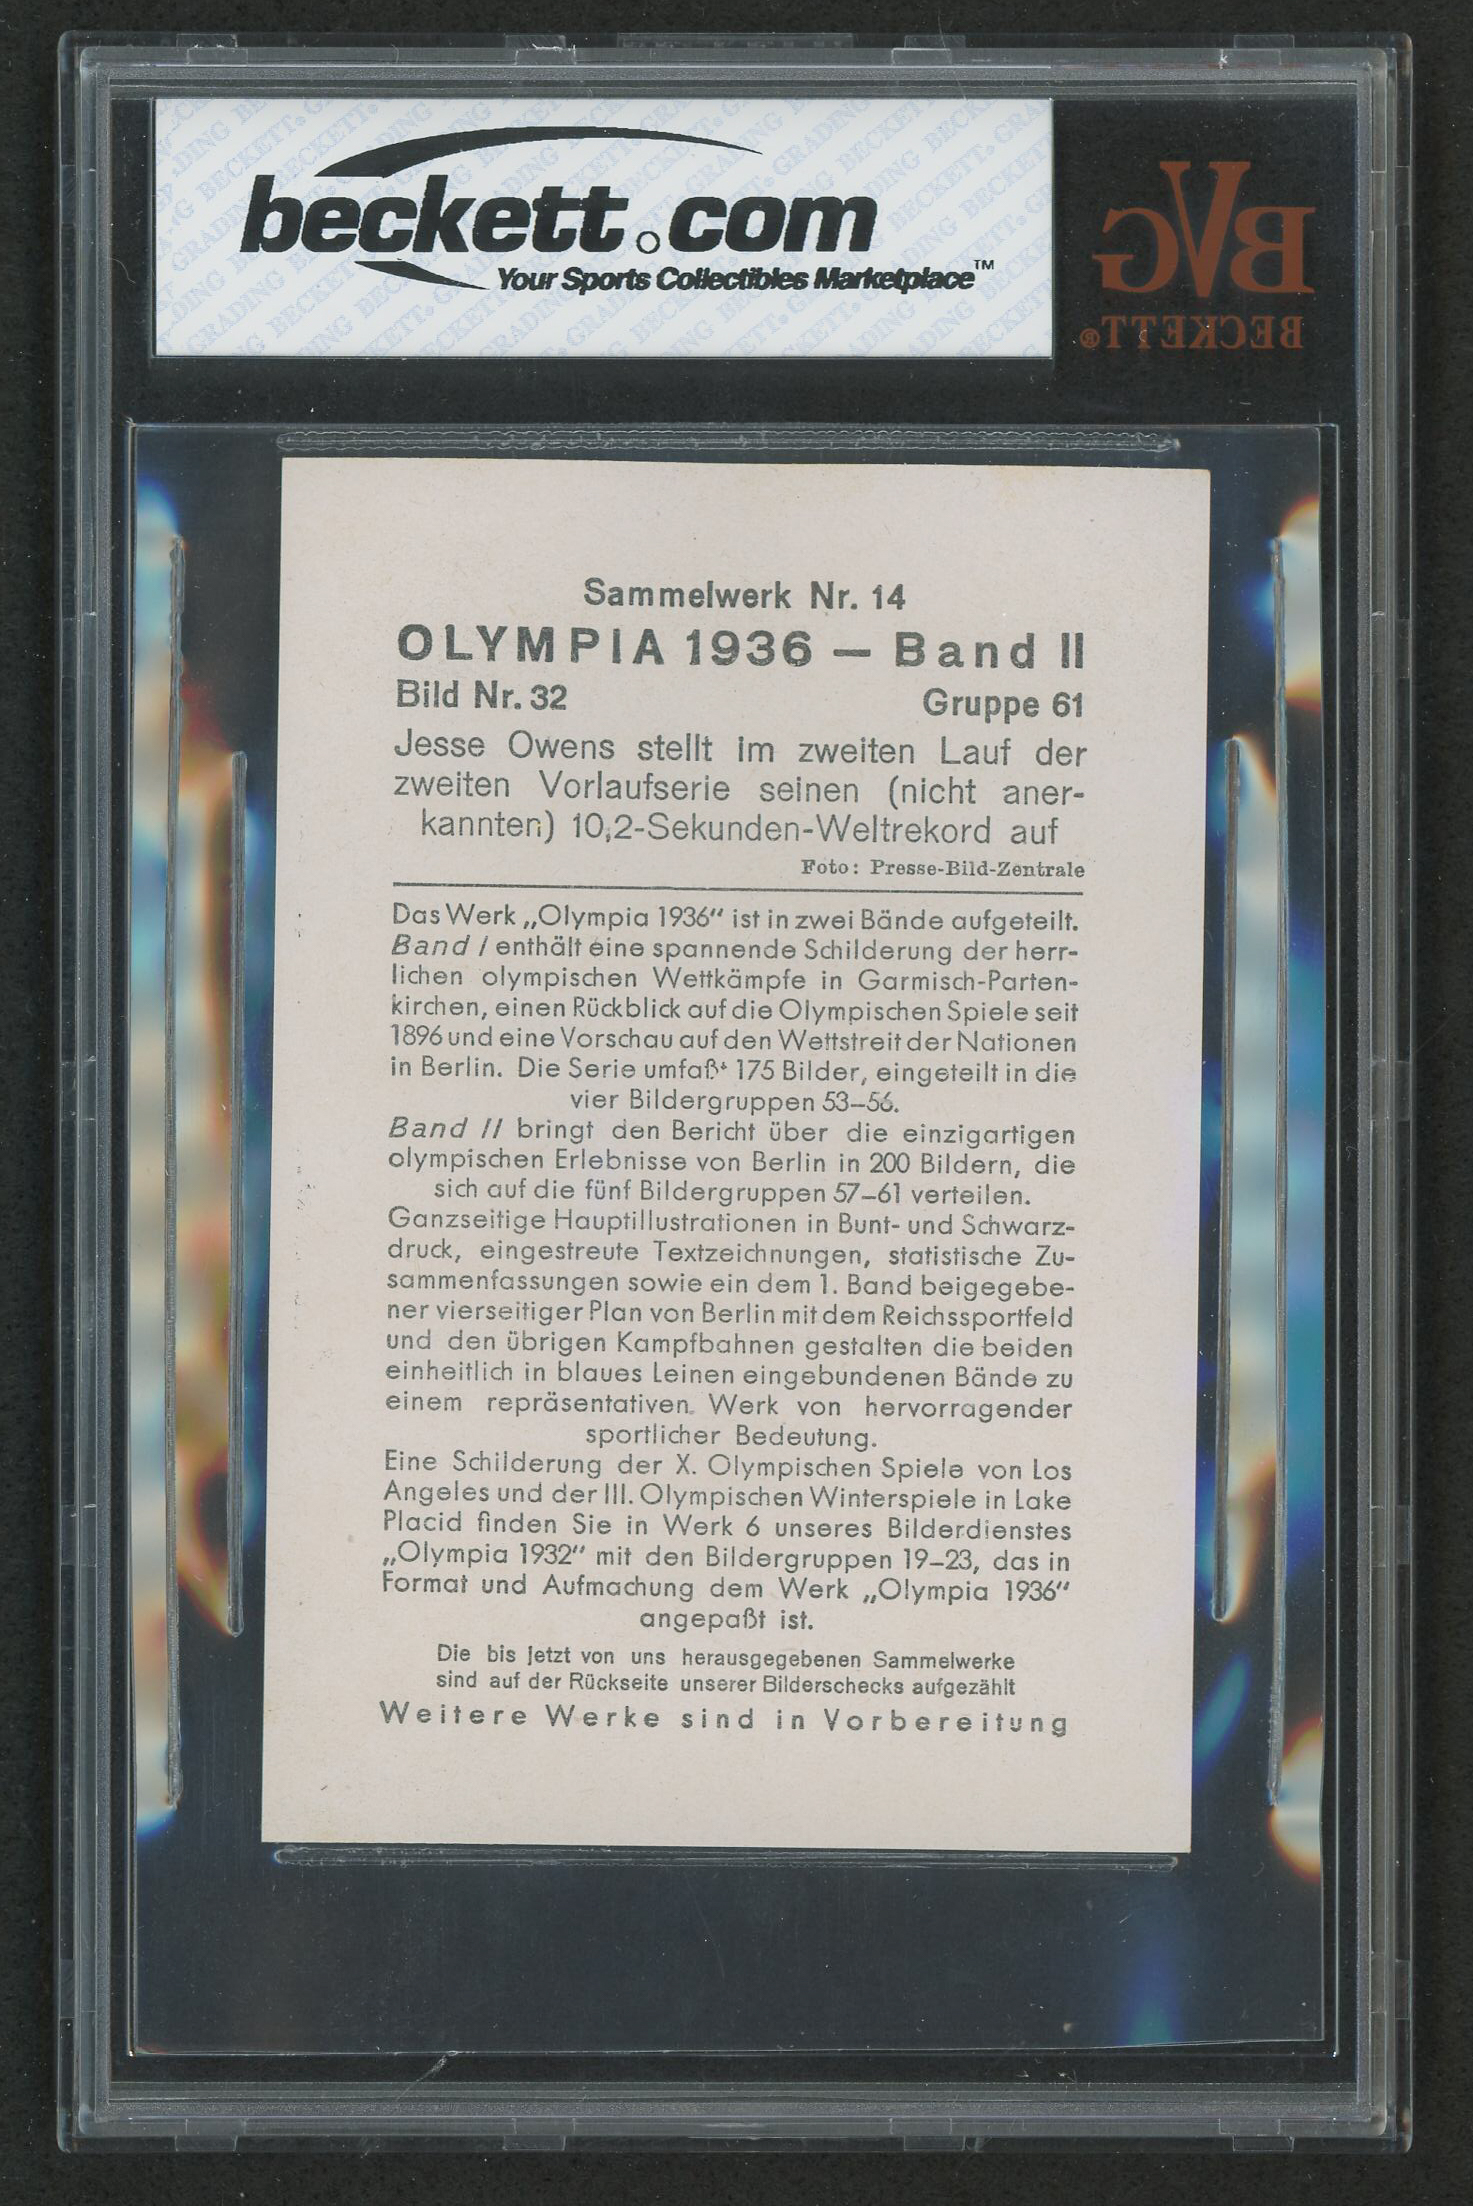 beckett.com
Your Sports Collectibles Marketplace™
BVG
BECKETT®
Sammelwerk Nr. 14
OLYMPIA 1936 — Band II
Bild Nr. 32 Gruppe 61
Jesse Owens stellt im zweiten Lauf der
zweiten Vorlaufserie seinen (nicht aner-
kannten) 10,2-Sekunden-Weltrekord auf
Foto: Presse-Bild-Zentrale
Das Werk „Olympia 1936“ ist in zwei Bände aufgeteilt.
Band I enthält eine spannende Schilderung der herr-
lichen olympischen Wettkämpfe in Garmisch-Parten-
kirchen, einen Rückblick auf die Olympischen Spiele seit
1896 und eine Vorschau auf den Wettstreit der Nationen
in Berlin. Die Serie umfaßt 175 Bilder, eingeteilt in die
vier Bildergruppen 53–56.
Band II bringt den Bericht über die einzigartigen
olympischen Erlebnisse von Berlin in 200 Bildern, die
sich auf die fünf Bildergruppen 57–61 verteilen.
Ganzseitige Hauptillustrationen in Bunt- und Schwarz-
druck, eingestreute Textzeichnungen, statistische Zu-
sammenfassungen sowie ein dem 1. Band beigegebe-
ner vierseitiger Plan von Berlin mit dem Reichssportfeld
und den übrigen Kampfbahnen gestalten die beiden
einheitlich in blaues Leinen eingebundenen Bände zu
einem repräsentativen Werk von hervorragender
sportlicher Bedeutung.
Eine Schilderung der X. Olympischen Spiele von Los
Angeles und der III. Olympischen Winterspiele in Lake
Placid finden Sie in Werk 6 unseres Bilderdienstes
„Olympia 1932“ mit den Bildergruppen 19–23, das in
Format und Aufmachung dem Werk „Olympia 1936“
angepaßt ist.
Die bis jetzt von uns herausgegebenen Sammelwerke
sind auf der Rückseite unserer Bilderschecks aufgezählt
Weitere Werke sind in Vorbereitung